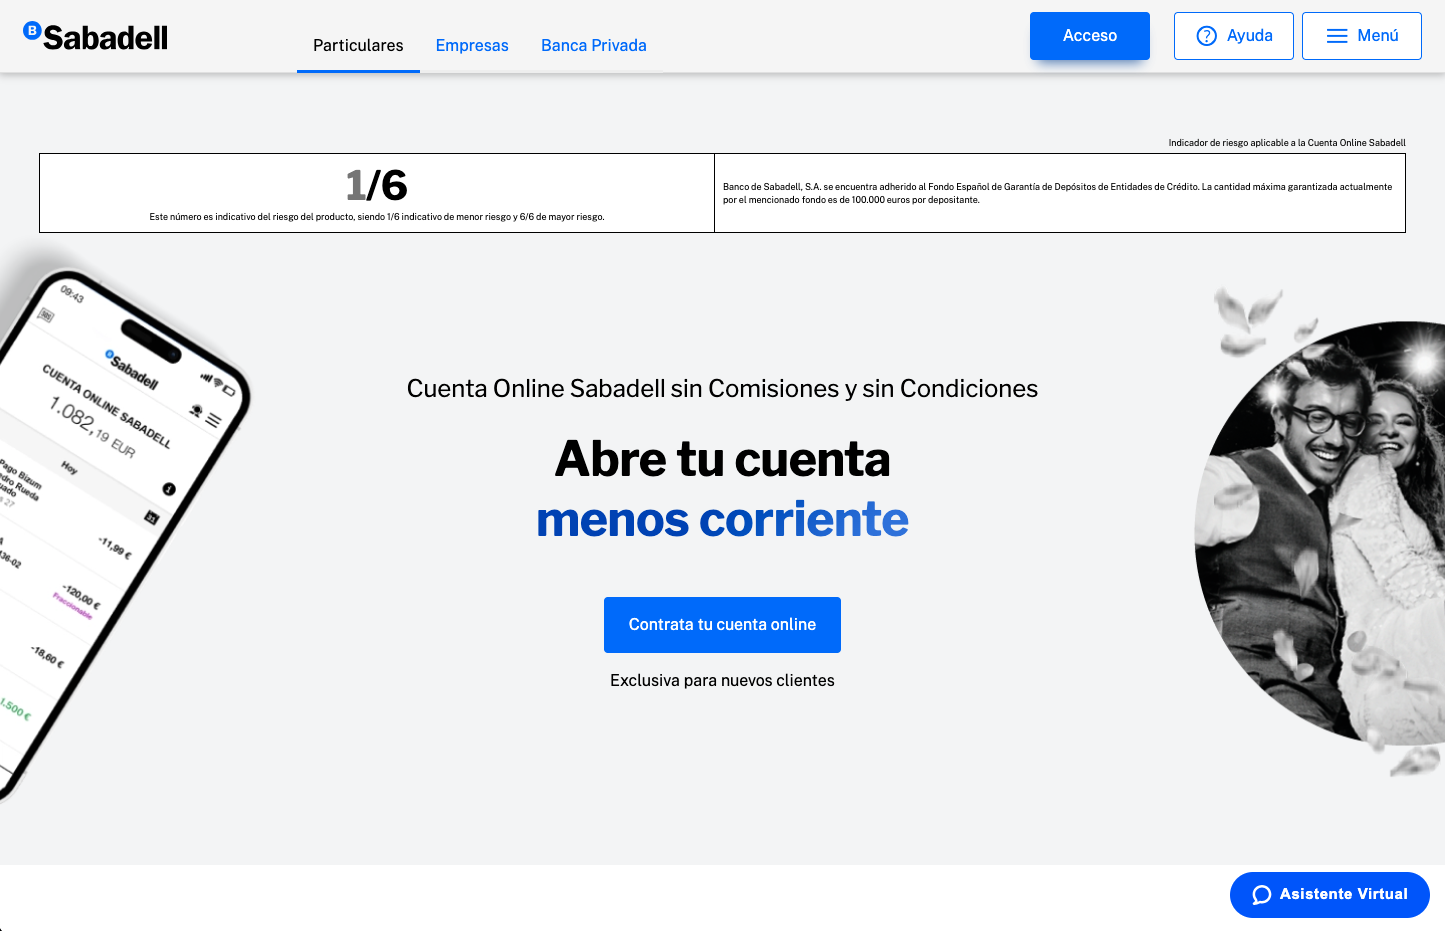 B Sabadell
Particulares
Empresas
Banca Privada
Acceso
Ayuda
Menú
Indicador de riesgo aplicable a la Cuenta Online Sabadell
1/6
Este número es indicativo del riesgo del producto, siendo 1/6 indicativo de menor riesgo y 6/6 de mayor riesgo.
Banco de Sabadell, S.A. se encuentra adherido al Fondo Español de Garantía de Depósitos de Entidades de Crédito. La cantidad máxima garantizada actualmente
por el mencionado fondo es de 100.000 euros por depositante.
09:43
Sabadell
CUENTA ONLINE SABADELL
1.082,19 EUR
Hoy
Pago Bizum
Rueda
27
-11,99 €
-120,00 €
Fraccionable
-18,60 €
1.500 €
Cuenta Online Sabadell sin Comisiones y sin Condiciones
Abre tu cuenta
menos corriente
Contrata tu cuenta online
Exclusiva para nuevos clientes
Asistente Virtual